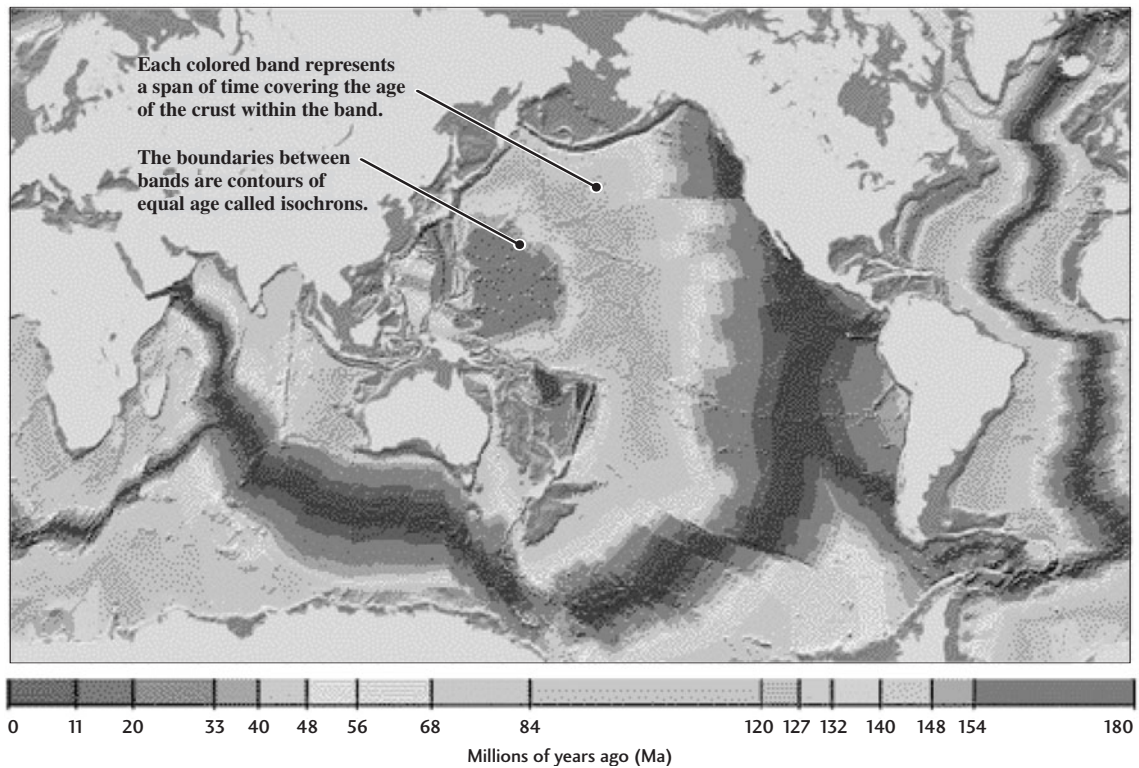 Each colored band represents
a span of time covering the age
of the crust within the band.
The boundaries between
bands are contours of
equal age called isochrons.
0 11 20 33 40 48 56 68 84 120 127 132 140 148 154 180
Millions of years ago (Ma)